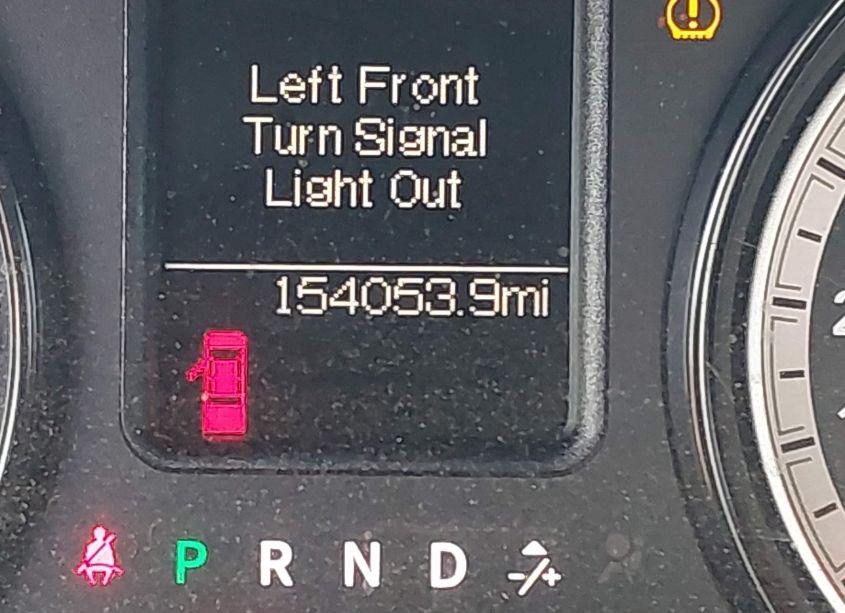 Left Front
Turn Signal
Light Out
154053.9mi
P R N D -/+